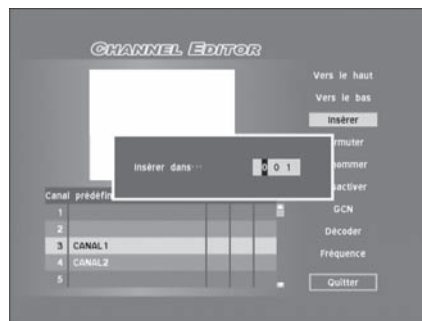 CHANNEL EDITOR
Vers le haut
Vers le bas
Insérer
rmuter
Insérer dans··· 0 0 1
ommer
activer
Canal prédéfin
1
GCN
2
Décoder
3 CANAL1
Fréquence
4 CANAL2
5
Quitter